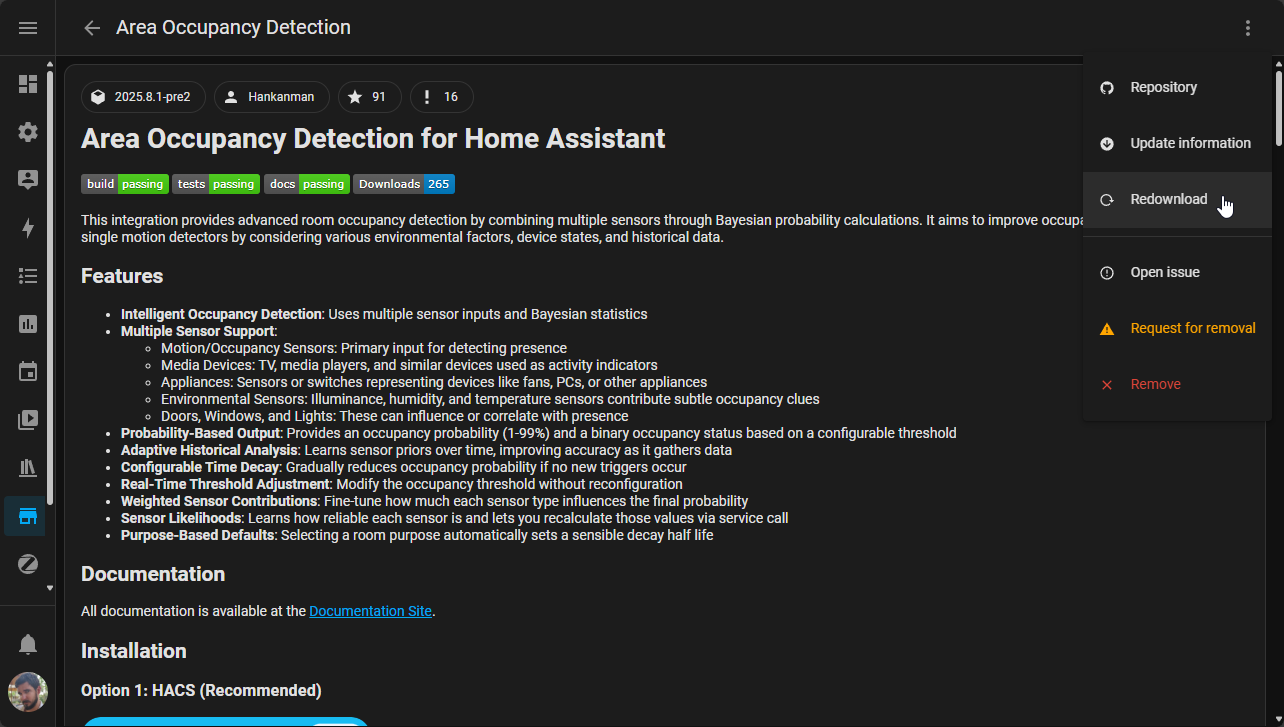 Area Occupancy Detection
2025.8.1-pre2
Hankanman
91
16
Area Occupancy Detection for Home Assistant
build passing tests passing docs passing Downloads 265
This integration provides advanced room occupancy detection by combining multiple sensors through Bayesian probability calculations. It aims to improve
single motion detectors by considering various environmental factors, device states, and historical data.
Features
• Intelligent Occupancy Detection: Uses multiple sensor inputs and Bayesian statistics
• Multiple Sensor Support:
◦ Motion/Occupancy Sensors: Primary input for detecting presence
◦ Media Devices: TV, media players, and similar devices used as activity indicators
◦ Appliances: Sensors or switches representing devices like fans, PCs, or other appliances
◦ Environmental Sensors: Illuminance, humidity, and temperature sensors contribute subtle occupancy clues
◦ Doors, Windows, and Lights: These can influence or correlate with presence
• Probability-Based Output: Provides an occupancy probability (1-99%) and a binary occupancy status based on a configurable threshold
• Adaptive Historical Analysis: Learns sensor priors over time, improving accuracy as it gathers data
• Configurable Time Decay: Gradually reduces occupancy probability if no new triggers occur
• Real-Time Threshold Adjustment: Modify the occupancy threshold without reconfiguration
• Weighted Sensor Contributions: Fine-tune how much each sensor type influences the final probability
• Sensor Likelihoods: Learns how reliable each sensor is and lets you recalculate those values via service call
• Purpose-Based Defaults: Selecting a room purpose automatically sets a sensible decay half life
Documentation
All documentation is available at the Documentation Site.
Installation
Option 1: HACS (Recommended)
Repository
Update information
Redownload
Open issue
Request for removal
Remove